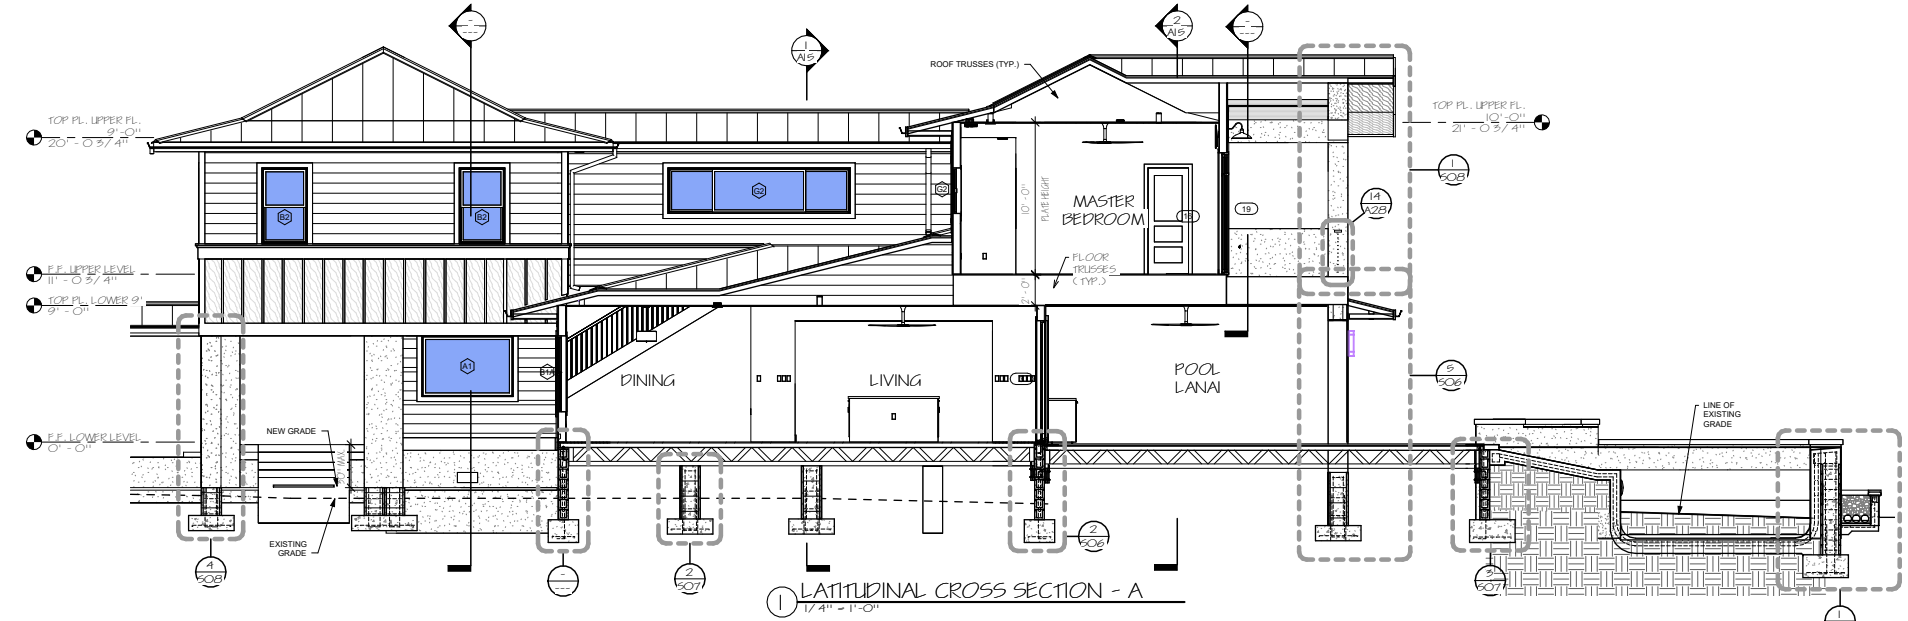 2
A15
1
A15
ROOF TRUSSES (TYP.)
TOP PL. UPPER FL.
9'-0"
20' - 0 3/4"
TOP PL. UPPER FL.
10'-0"
21' - 0 3/4"
1
S08
14
A28
G2
G2
B2
B2
10' - 0"
PLATE HEIGHT
MASTER
BEDROOM
18
19
F.F. UPPER LEVEL
11' - 0 3/4"
FLOOR
TRUSSES
( TYP.)
2' - 0"
TOP PL. LOWER 9'
9' - 0"
A1
DINING
LIVING
POOL
LANAI
5
S06
LINE OF
EXISTING
GRADE
F.F. LOWER LEVEL
0' - 0"
NEW GRADE
EXISTING
GRADE
2
S06
4
S08
2
S07
3
S07
1
1
LATITUDINAL CROSS SECTION - A
1/4" = 1'-0"